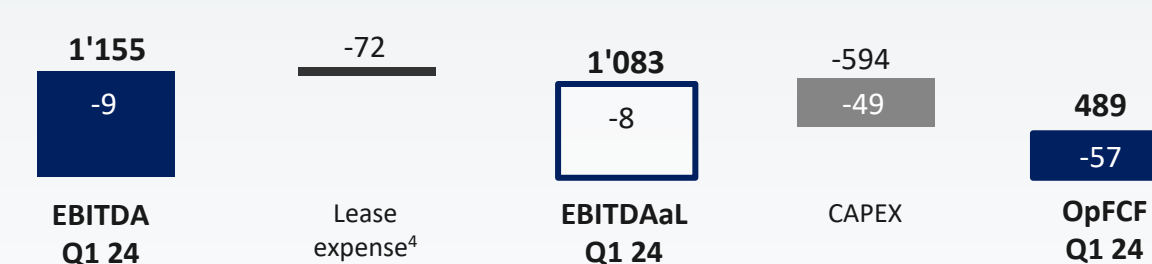 1'155
-72
1'083
-594
489
-9
-8
-49
-57
EBITDA
Q1 24
Lease
expense⁴
EBITDAaL
Q1 24
CAPEX
OpFCF
Q1 24